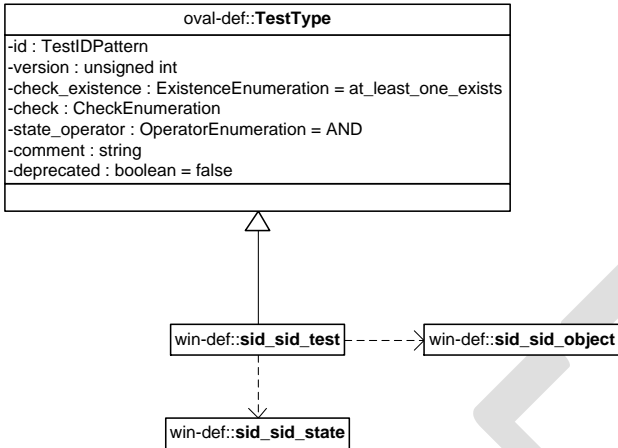 oval-def::TestType
-id : TestIDPattern
-version : unsigned int
-check_existence : ExistenceEnumeration = at_least_one_exists
-check : CheckEnumeration
-state_operator : OperatorEnumeration = AND
-comment : string
-deprecated : boolean = false
win-def::sid_sid_test
win-def::sid_sid_object
win-def::sid_sid_state